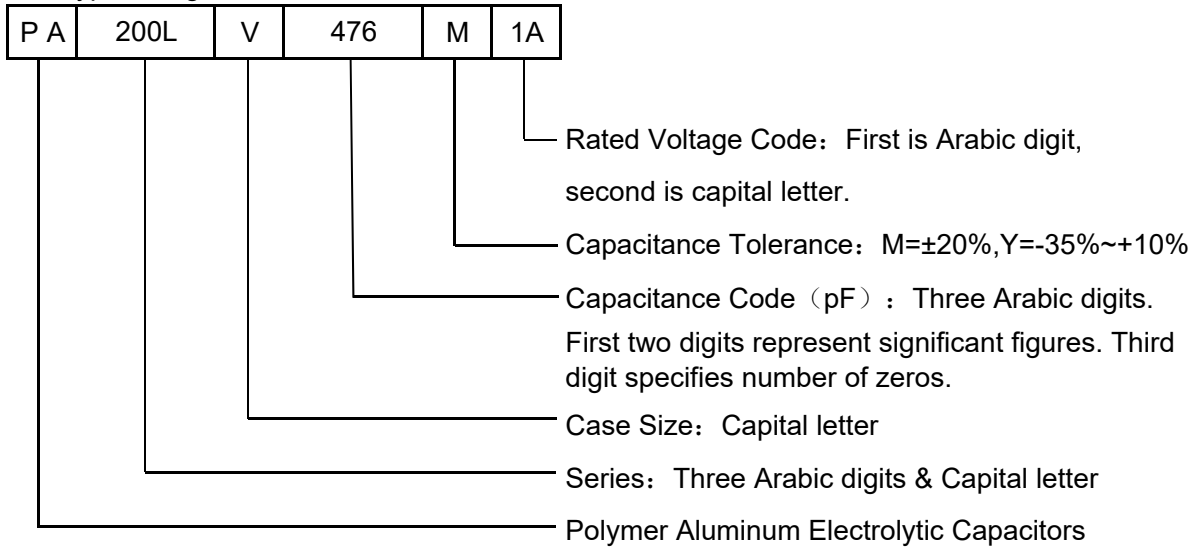 P A 200L V 476 M 1A
Rated Voltage Code：First is Arabic digit,
second is capital letter.
Capacitance Tolerance：M=±20%,Y=-35%~+10%
Capacitance Code（pF）：Three Arabic digits.
First two digits represent significant figures. Third
digit specifies number of zeros.
Case Size：Capital letter
Series：Three Arabic digits & Capital letter
Polymer Aluminum Electrolytic Capacitors